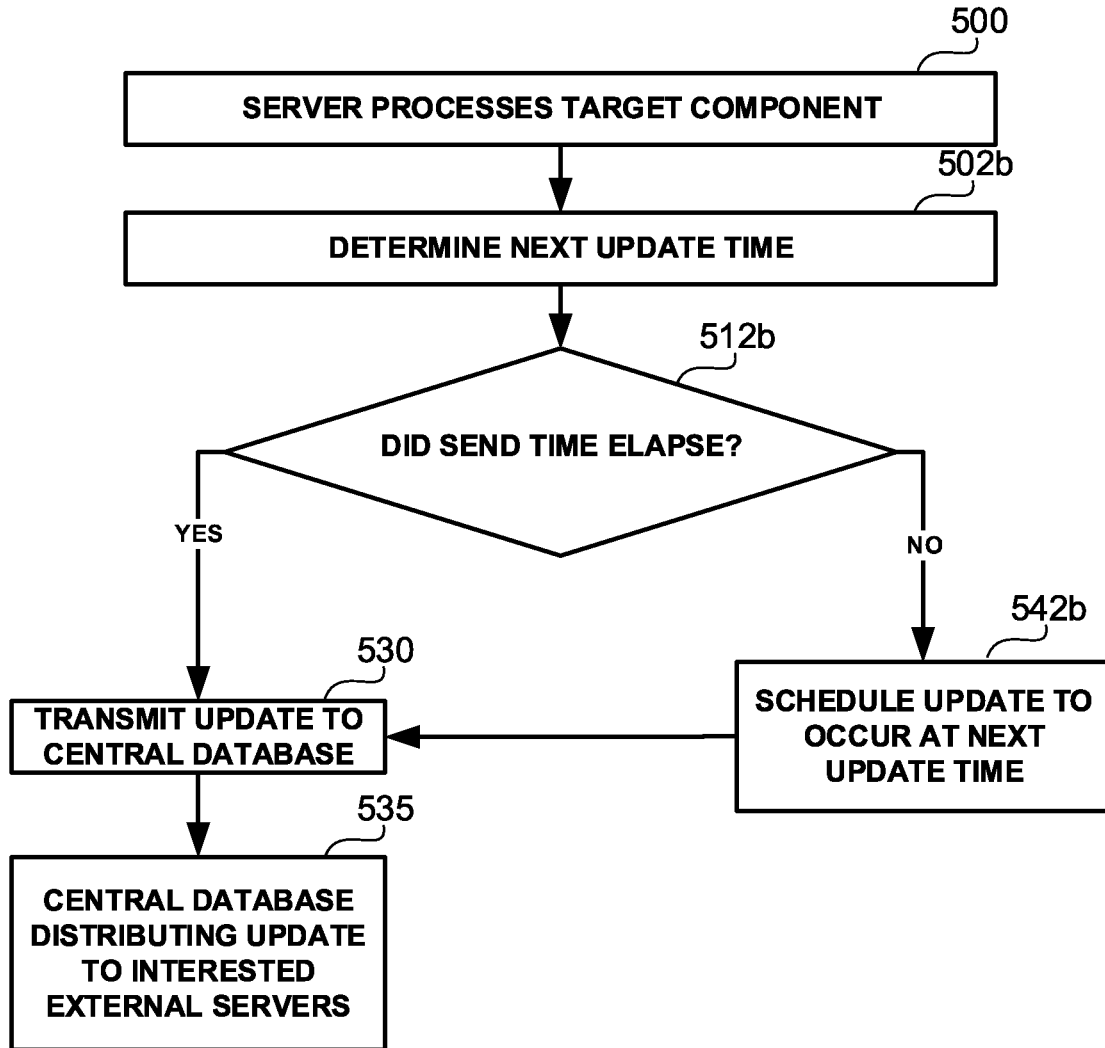 500
SERVER PROCESSES TARGET COMPONENT
502b
DETERMINE NEXT UPDATE TIME
512b
DID SEND TIME ELAPSE?
YES
NO
530
TRANSMIT UPDATE TO
CENTRAL DATABASE
542b
SCHEDULE UPDATE TO
OCCUR AT NEXT
UPDATE TIME
535
CENTRAL DATABASE
DISTRIBUTING UPDATE
TO INTERESTED
EXTERNAL SERVERS